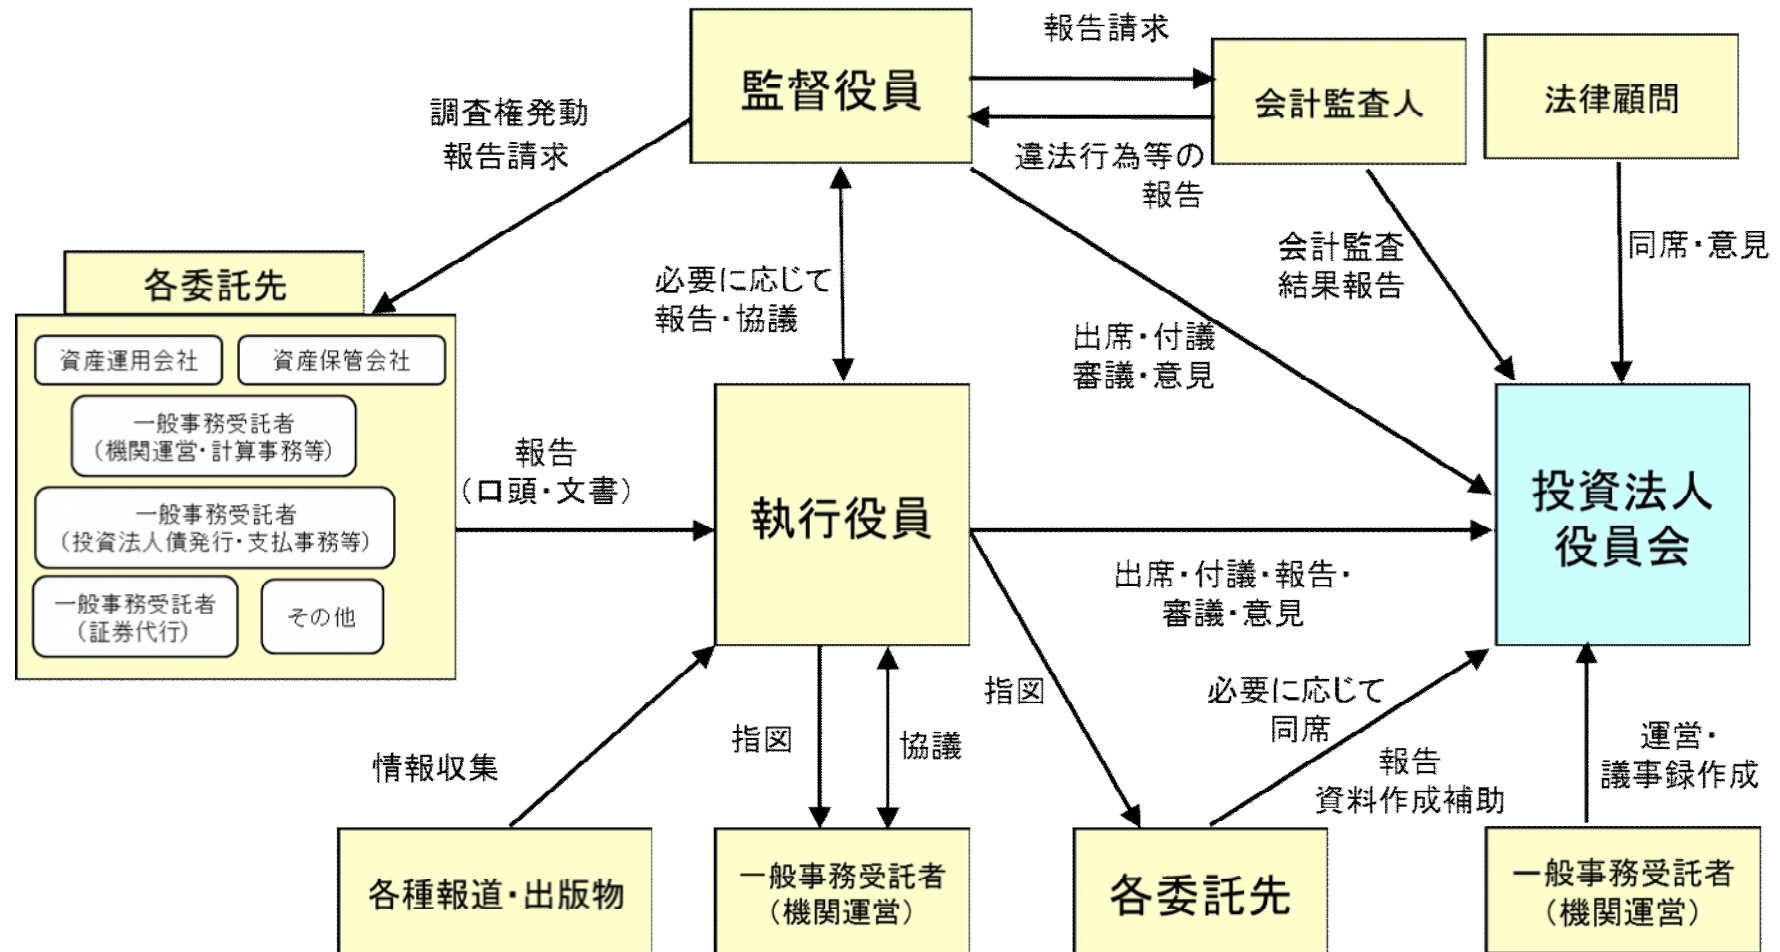 報告請求
監督役員
会計監査人
法律顧問
調査権発動
報告請求
違法行為等の
報告
会計監査
結果報告
同席・意見
各委託先
必要に応じて
報告・協議
出席・付議
審議・意見
資産運用会社
資産保管会社
一般事務受託者
（機関運営・計算事務等）
一般事務受託者
（投資法人債発行・支払事務等）
一般事務受託者
（証券代行）
その他
報告
（口頭・文書）
執行役員
投資法人
役員会
出席・付議・報告・
審議・意見
情報収集
指図
協議
指図
必要に応じて
同席
報告
資料作成補助
運営・
議事録作成
各種報道・出版物
一般事務受託者
（機関運営）
各委託先
一般事務受託者
（機関運営）